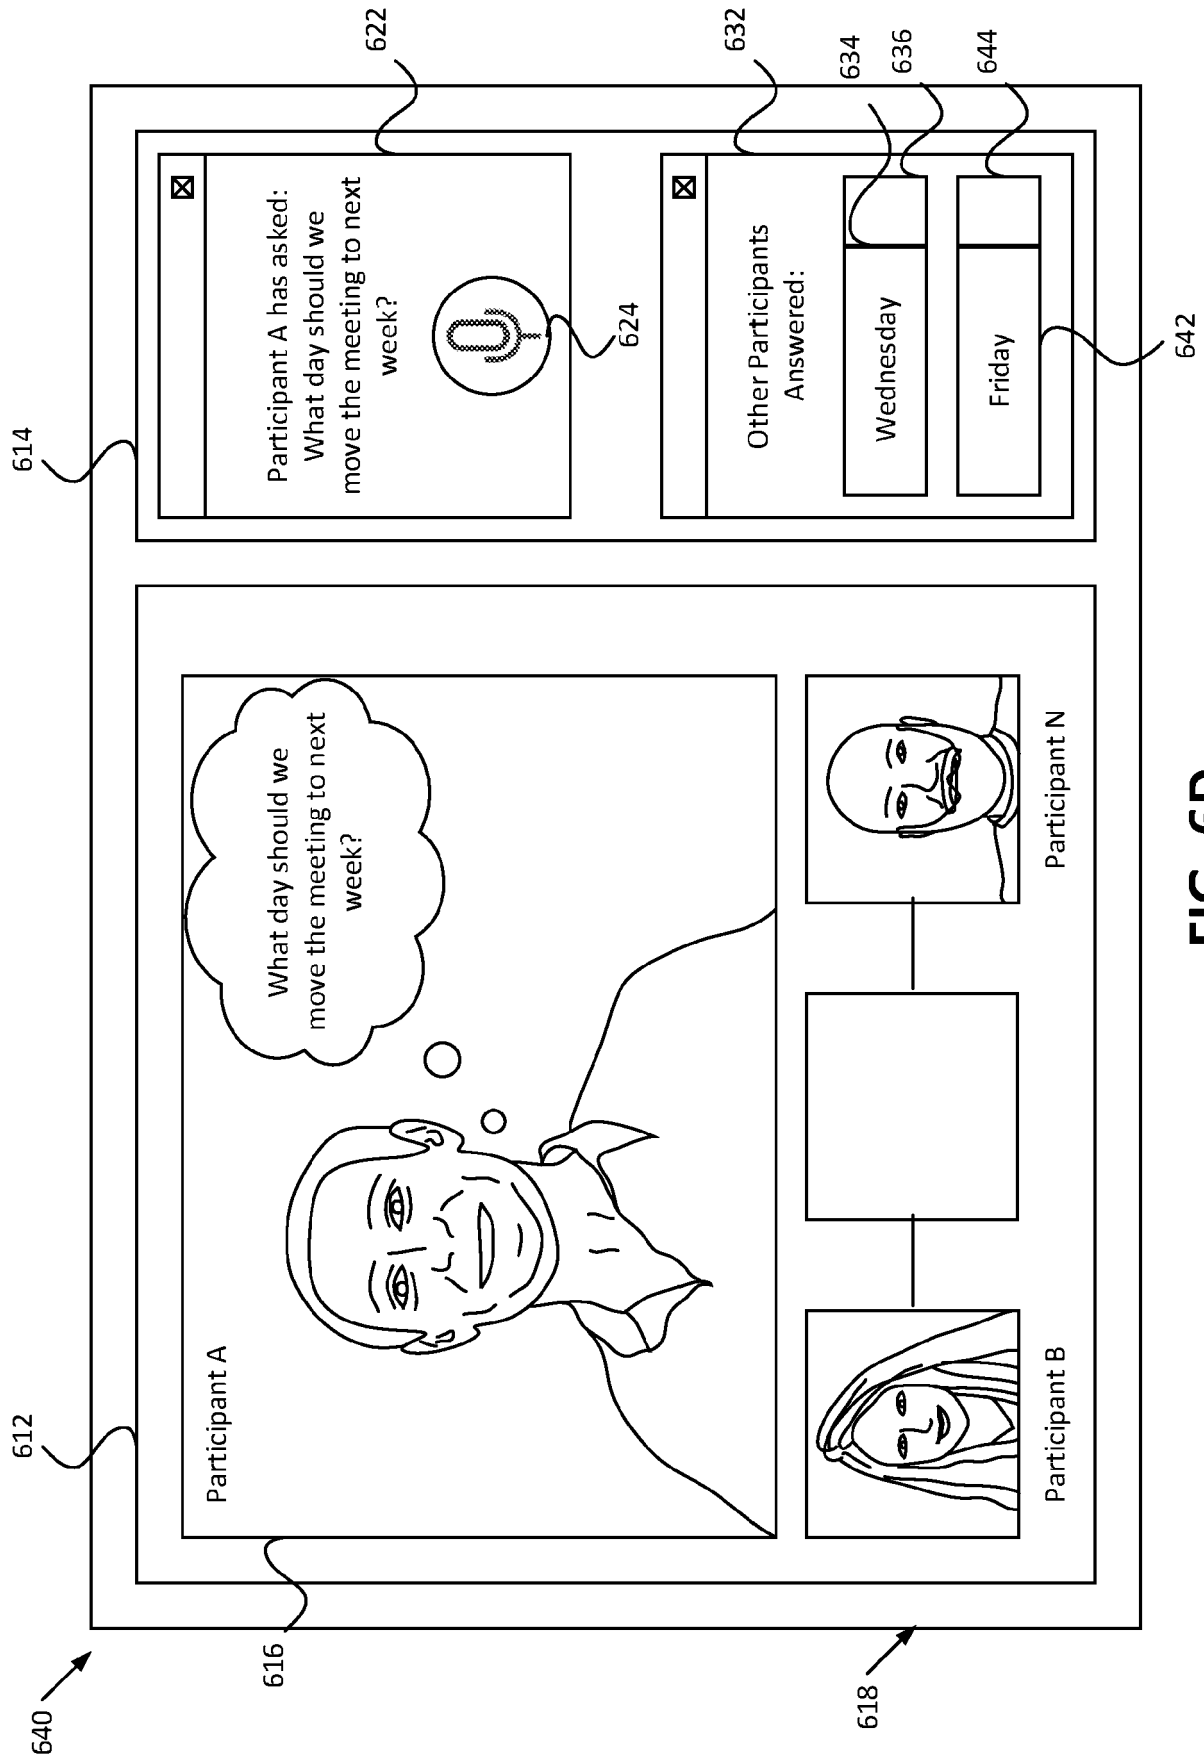 640
612
614
616
Participant A
What day should we
move the meeting to next
week?
618
Participant B
Participant N
Participant A has asked:
What day should we
move the meeting to next
week?
622
624
Other Participants
Answered:
632
Wednesday
634
636
Friday
644
642